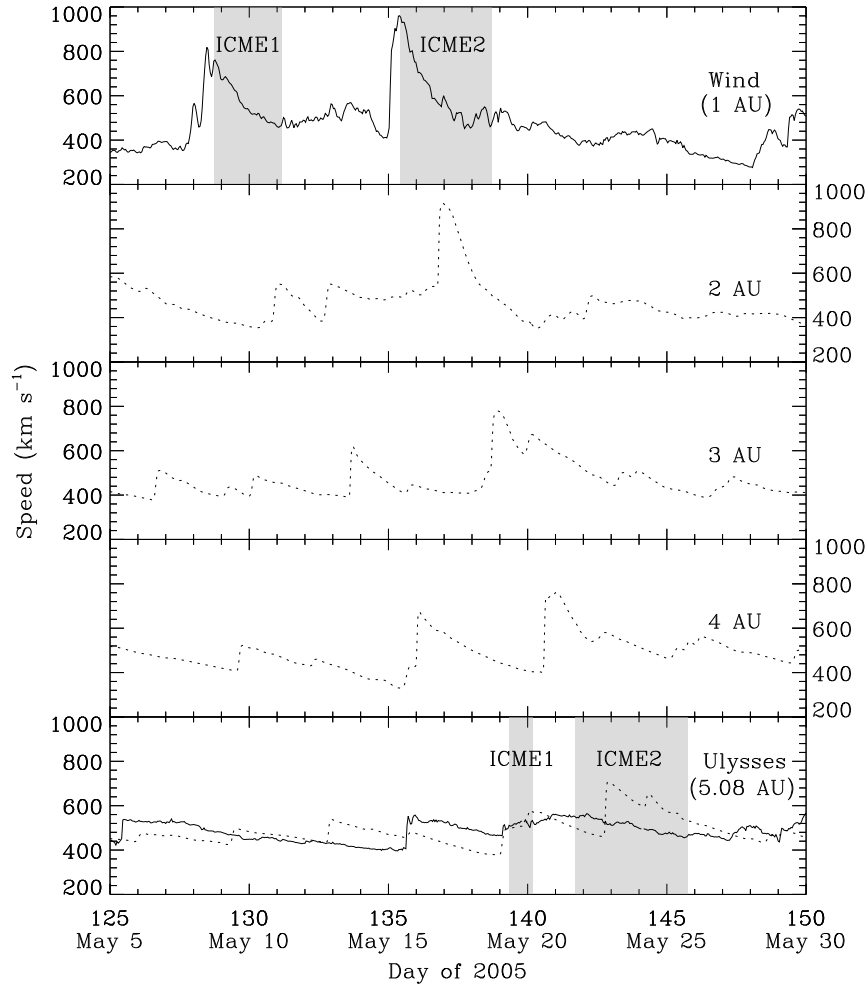 1000
800
600
400
200
ICME1
ICME2
Wind
(1 AU)
1000
800
600
400
200
2 AU
1000
800
600
400
200
3 AU
1000
800
600
400
200
4 AU
1000
800
600
400
200
ICME1
ICME2
Ulysses
(5.08 AU)
Speed (km s⁻¹)
125 130 135 140 145 150
May 5 May 10 May 15 May 20 May 25 May 30
Day of 2005